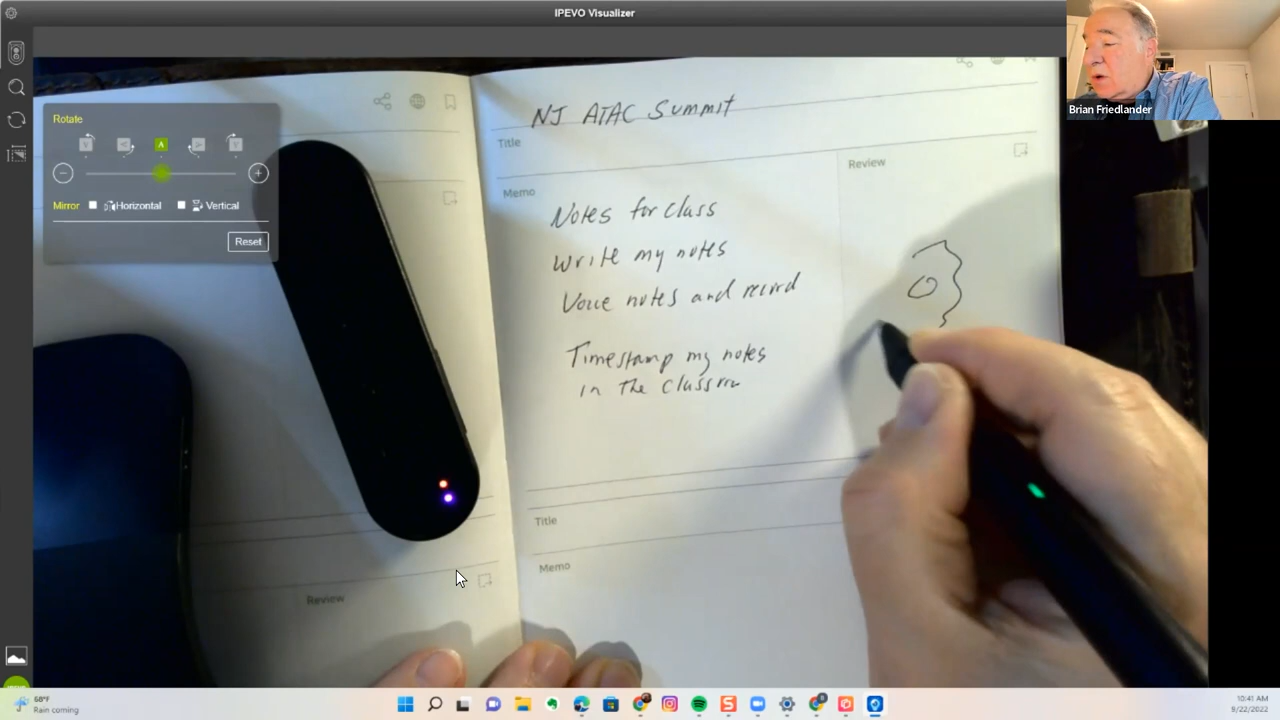 IPEVO Visualizer
Brian Friedlander
Rotate
Mirror
Horizontal
Vertical
Reset
NJ ATAC Summit
Title
Memo
Review
Notes for class
Write my notes
Voice notes and record
Timestamp my notes
in the classrm
Title
Memo
Review
58°F
Rain coming
10:41 AM
9/22/2022